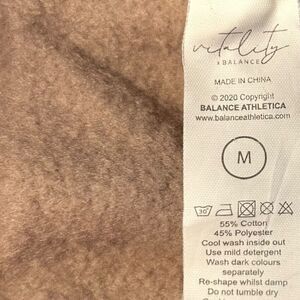 vitality
x BALANCE
MADE IN CHINA
© 2020 Copyright
BALANCE ATHLETICA
www.balanceathletica.com
M
30°
55% Cotton
45% Polyester
Cool wash inside out
Use mild detergent
Wash dark colours
separately
Re-shape whilst damp
Do not tumble dry